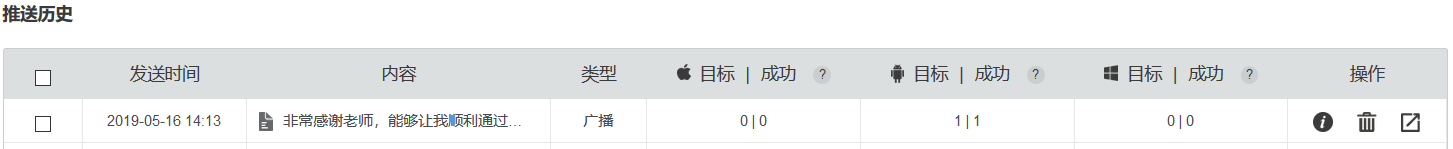 推送历史
发送时间 内容 类型 目标 | 成功 ? 目标 | 成功 ? 目标 | 成功 ? 操作
2019-05-16 14:13 非常感谢老师，能够让我顺利通过... 广播 0 | 0 1 | 1 0 | 0